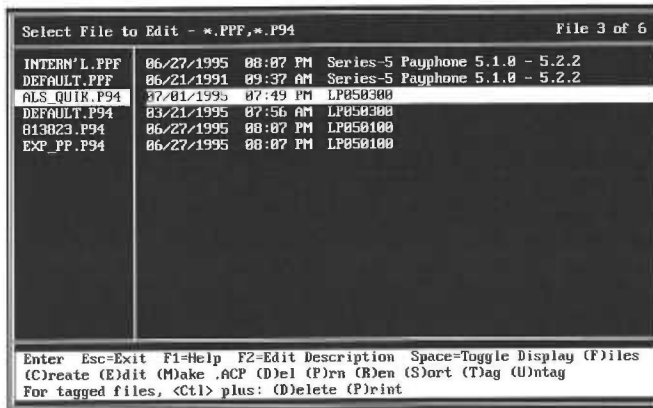 Select File to Edit - *.PPF,*.P94 File 3 of 6
INTERN'L.PPF 06/27/1995 08:07 PM Series-5 Payphone 5.1.0 - 5.2.2
DEFAULT.PPF 06/21/1991 09:37 AM Series-5 Payphone 5.1.0 - 5.2.2
ALS_QUIK.P94 07/01/1995 07:49 PM LP050300
DEFAULT.P94 03/21/1995 07:56 AM LP050300
813823.P94 06/27/1995 08:07 PM LP050100
EXP_PP.P94 06/27/1995 08:07 PM LP050100
Enter Esc=Exit F1=Help F2=Edit Description Space=Toggle Display (F)iles
(C)reate (E)dit (M)ake .ACP (D)el (P)rn (R)en (S)ort (T)ag (U)ntag
For tagged files, <Ctl> plus: (D)elete (P)rint